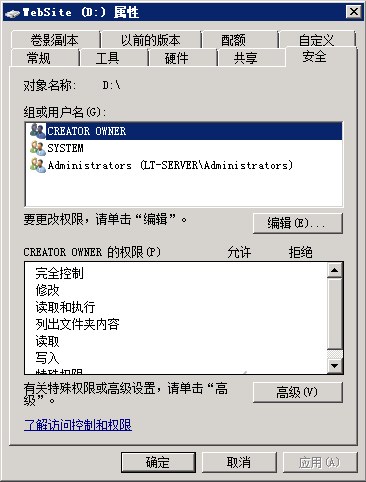 WebSite (D:) 属性
卷影副本 以前的版本 配额 自定义
常规 工具 硬件 共享 安全
对象名称: D:\
组或用户名(G):
CREATOR OWNER
SYSTEM
Administrators (LT-SERVER\Administrators)
要更改权限，请单击“编辑”。 编辑(E)...
CREATOR OWNER 的权限(P) 允许 拒绝
完全控制
修改
读取和执行
列出文件夹内容
读取
写入
特殊权限
有关特殊权限或高级设置，请单击“高
级”。 高级(V)
了解访问控制和权限
确定 取消 应用(A)